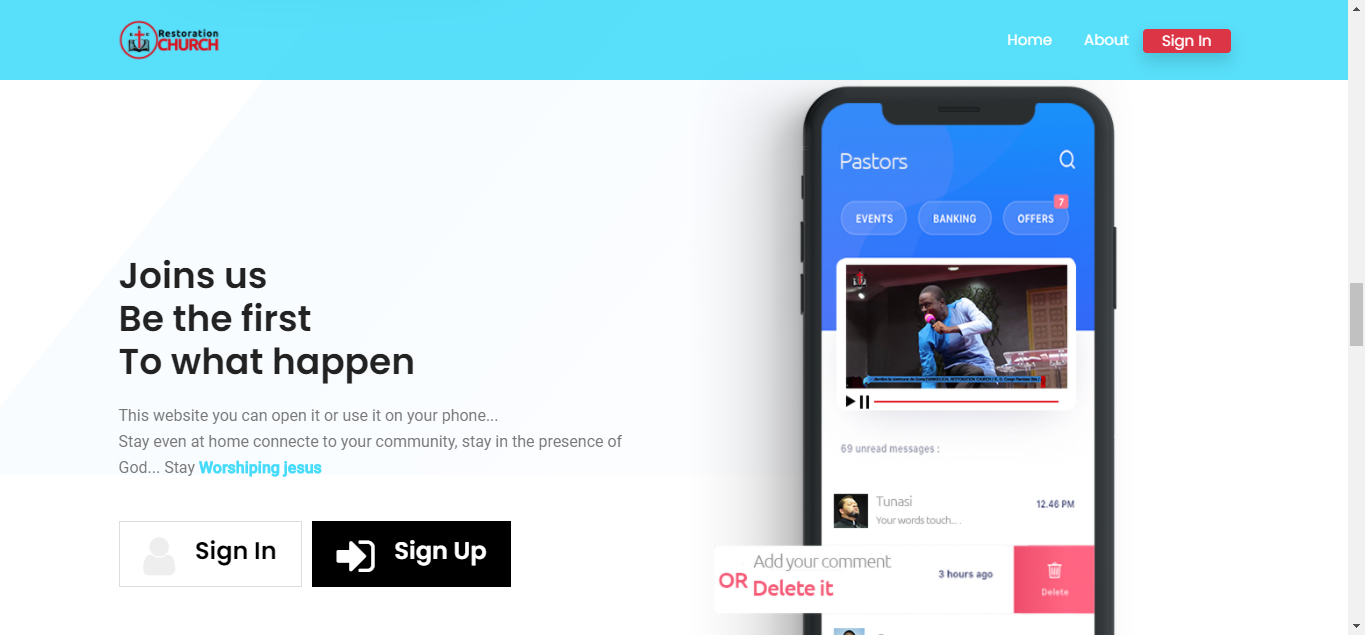 Restoration
CHURCH
Home
About
Sign In
Joins us
Be the first
To what happen
This website you can open it or use it on your phone...
Stay even at home connecte to your community, stay in the presence of
God... Stay Worshiping jesus
Sign In
Sign Up
Pastors
EVENTS
BANKING
OFFERS
7
69 unread messages :
Tunasi
12.46 PM
Your words touch...
Add your comment
OR Delete it
3 hours ago
Delete